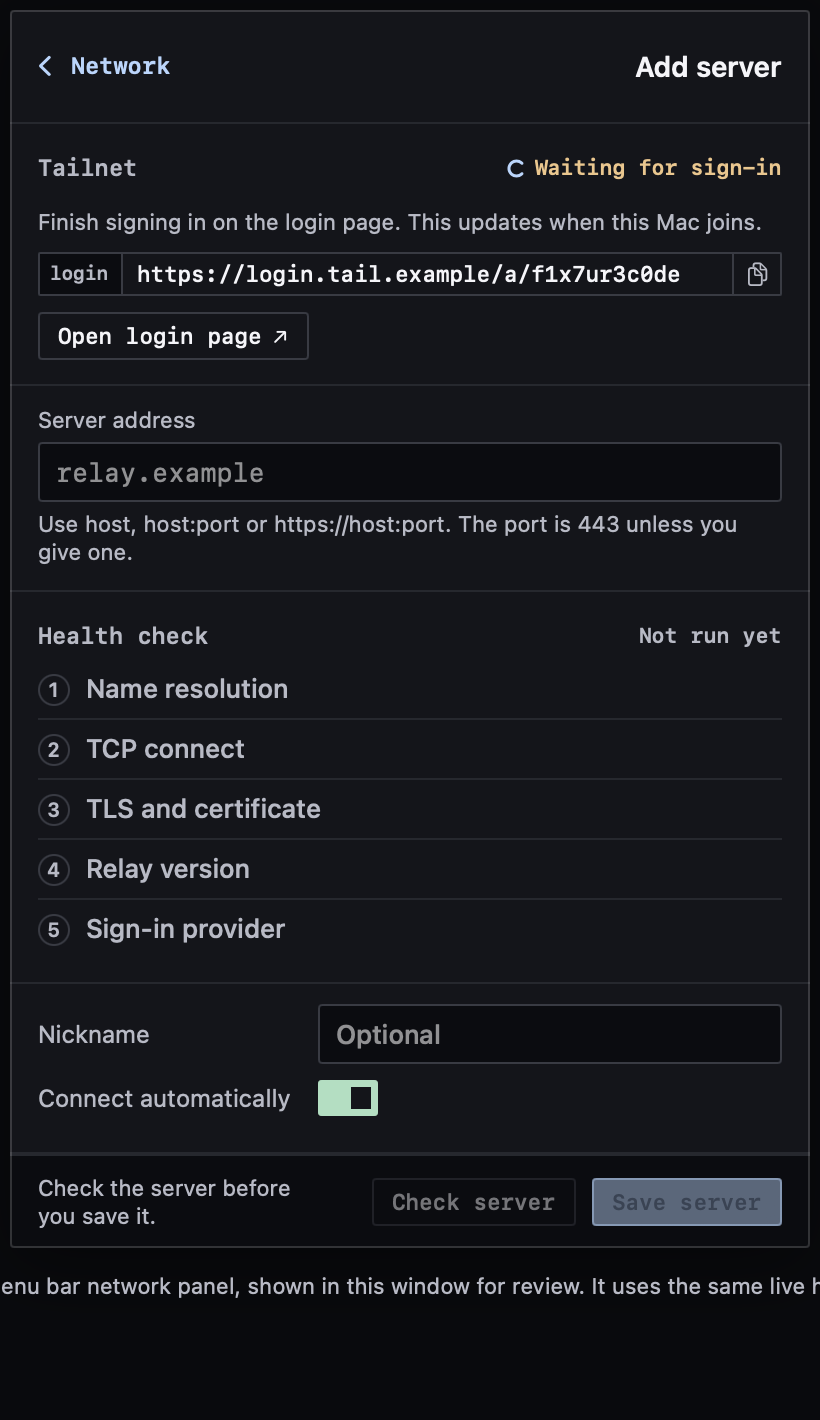 Network
Add server
Tailnet
Waiting for sign-in
Finish signing in on the login page. This updates when this Mac joins.
login
https://login.tail.example/a/f1x7ur3c0de
Open login page ↗
Server address
relay.example
Use host, host:port or https://host:port. The port is 443 unless you
give one.
Health check
Not run yet
1 Name resolution
2 TCP connect
3 TLS and certificate
4 Relay version
5 Sign-in provider
Nickname
Optional
Connect automatically
Check the server before
you save it.
Check server
Save server
enu bar network panel, shown in this window for review. It uses the same live h